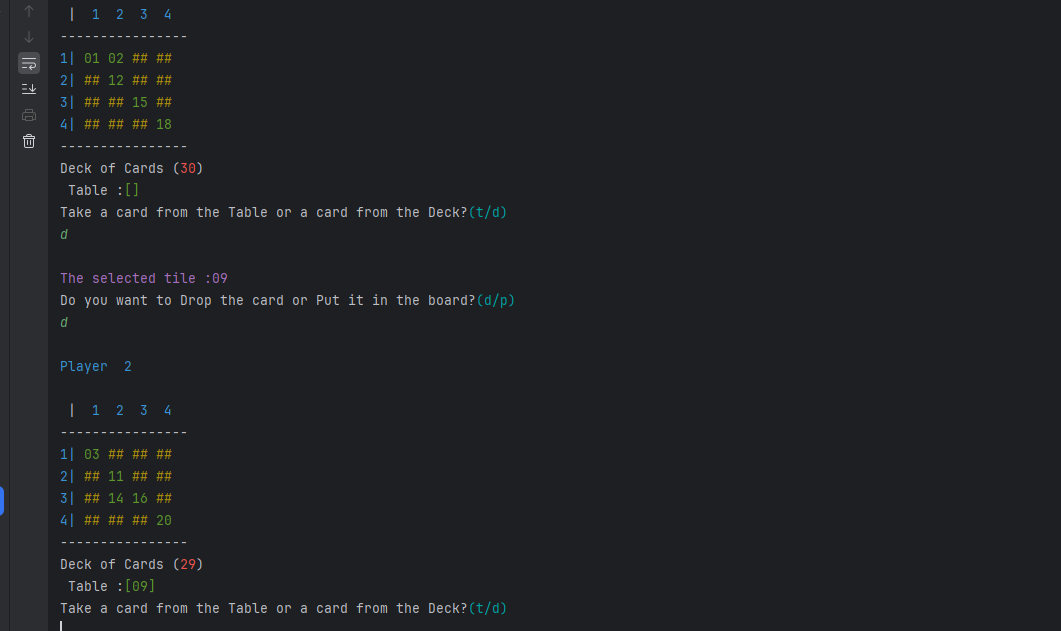 |  1  2  3  4
----------------
1| 01 02 ## ##
2| ## 12 ## ##
3| ## ## 15 ##
4| ## ## ## 18
----------------
Deck of Cards (30)
 Table :[]
Take a card from the Table or a card from the Deck?(t/d)
d
The selected tile :09
Do you want to Drop the card or Put it in the board?(d/p)
d
Player  2
 |  1  2  3  4
----------------
1| 03 ## ## ##
2| ## 11 ## ##
3| ## 14 16 ##
4| ## ## ## 20
----------------
Deck of Cards (29)
 Table :[09]
Take a card from the Table or a card from the Deck?(t/d)